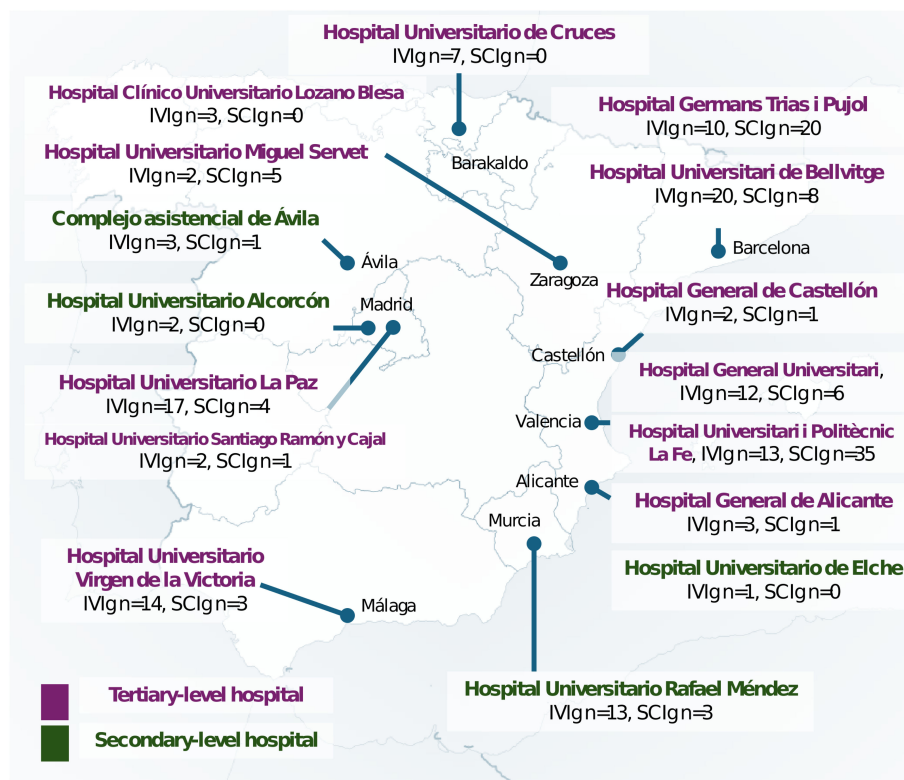 Hospital Universitario de Cruces
IVIgn=7, SCIgn=0
Hospital Clínico Universitario Lozano Blesa
IVIgn=3, SCIgn=0
Hospital Germans Trias i Pujol
IVIgn=10, SCIgn=20
Hospital Universitario Miguel Servet
IVIgn=2, SCIgn=5
Barakaldo
Hospital Universitari de Bellvitge
IVIgn=20, SCIgn=8
Complejo asistencial de Ávila
IVIgn=3, SCIgn=1
Ávila
Barcelona
Zaragoza
Hospital Universitario Alcorcón
IVIgn=2, SCIgn=0
Madrid
Hospital General de Castellón
IVIgn=2, SCIgn=1
Castellón
Hospital Universitario La Paz
IVIgn=17, SCIgn=4
Hospital General Universitari,
IVIgn=12, SCIgn=6
Hospital Universitario Santiago Ramón y Cajal
IVIgn=2, SCIgn=1
Valencia
Hospital Universitari i Politècnic
La Fe, IVIgn=13, SCIgn=35
Alicante
Hospital General de Alicante
IVIgn=3, SCIgn=1
Murcia
Hospital Universitario
Virgen de la Victoria
IVIgn=14, SCIgn=3
Málaga
Hospital Universitario de Elche
IVIgn=1, SCIgn=0
Hospital Universitario Rafael Méndez
IVIgn=13, SCIgn=3
Tertiary-level hospital
Secondary-level hospital